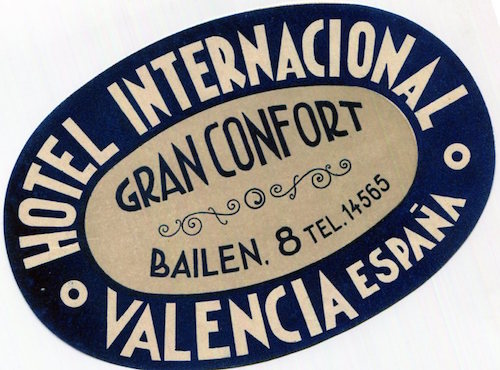 HOTEL INTERNACIONAL
GRAN CONFORT
BAILEN, 8 TEL. 14565
VALENCIA ESPAÑA